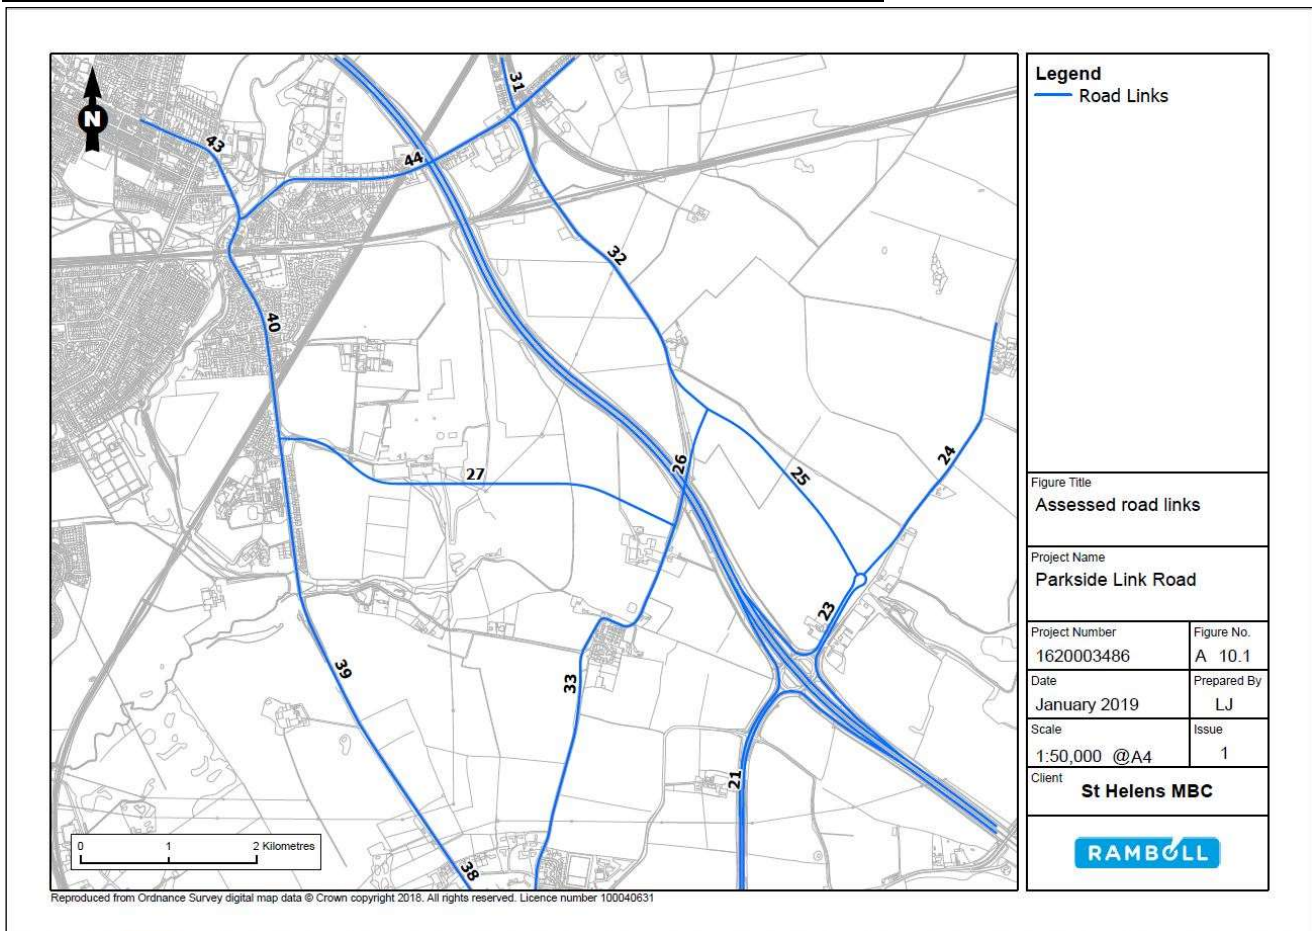 N
31
43
44
32
40
24
26
25
27
23
39
33
21
38
0 1 2 Kilometres
Legend
Road Links
Figure Title
Assessed road links
Project Name
Parkside Link Road
Project Number
1620003486
Figure No.
A 10.1
Date
January 2019
Prepared By
LJ
Scale
1:50,000 @A4
Issue
1
Client
St Helens MBC
RAMBOLL
Reproduced from Ordnance Survey digital map data © Crown copyright 2018. All rights reserved. Licence number 100040631